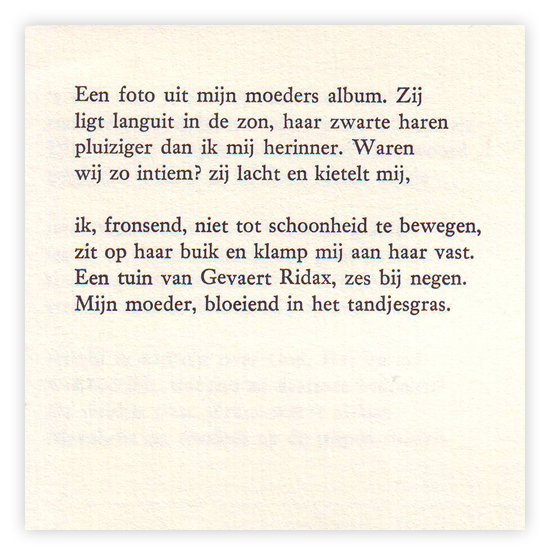 Een foto uit mijn moeders album. Zij
ligt languit in de zon, haar zwarte haren
pluiziger dan ik mij herinner. Waren
wij zo intiem? zij lacht en kietelt mij,
ik, fronsend, niet tot schoonheid te bewegen,
zit op haar buik en klamp mij aan haar vast.
Een tuin van Gevaert Ridax, zes bij negen.
Mijn moeder, bloeiend in het tandjesgras.